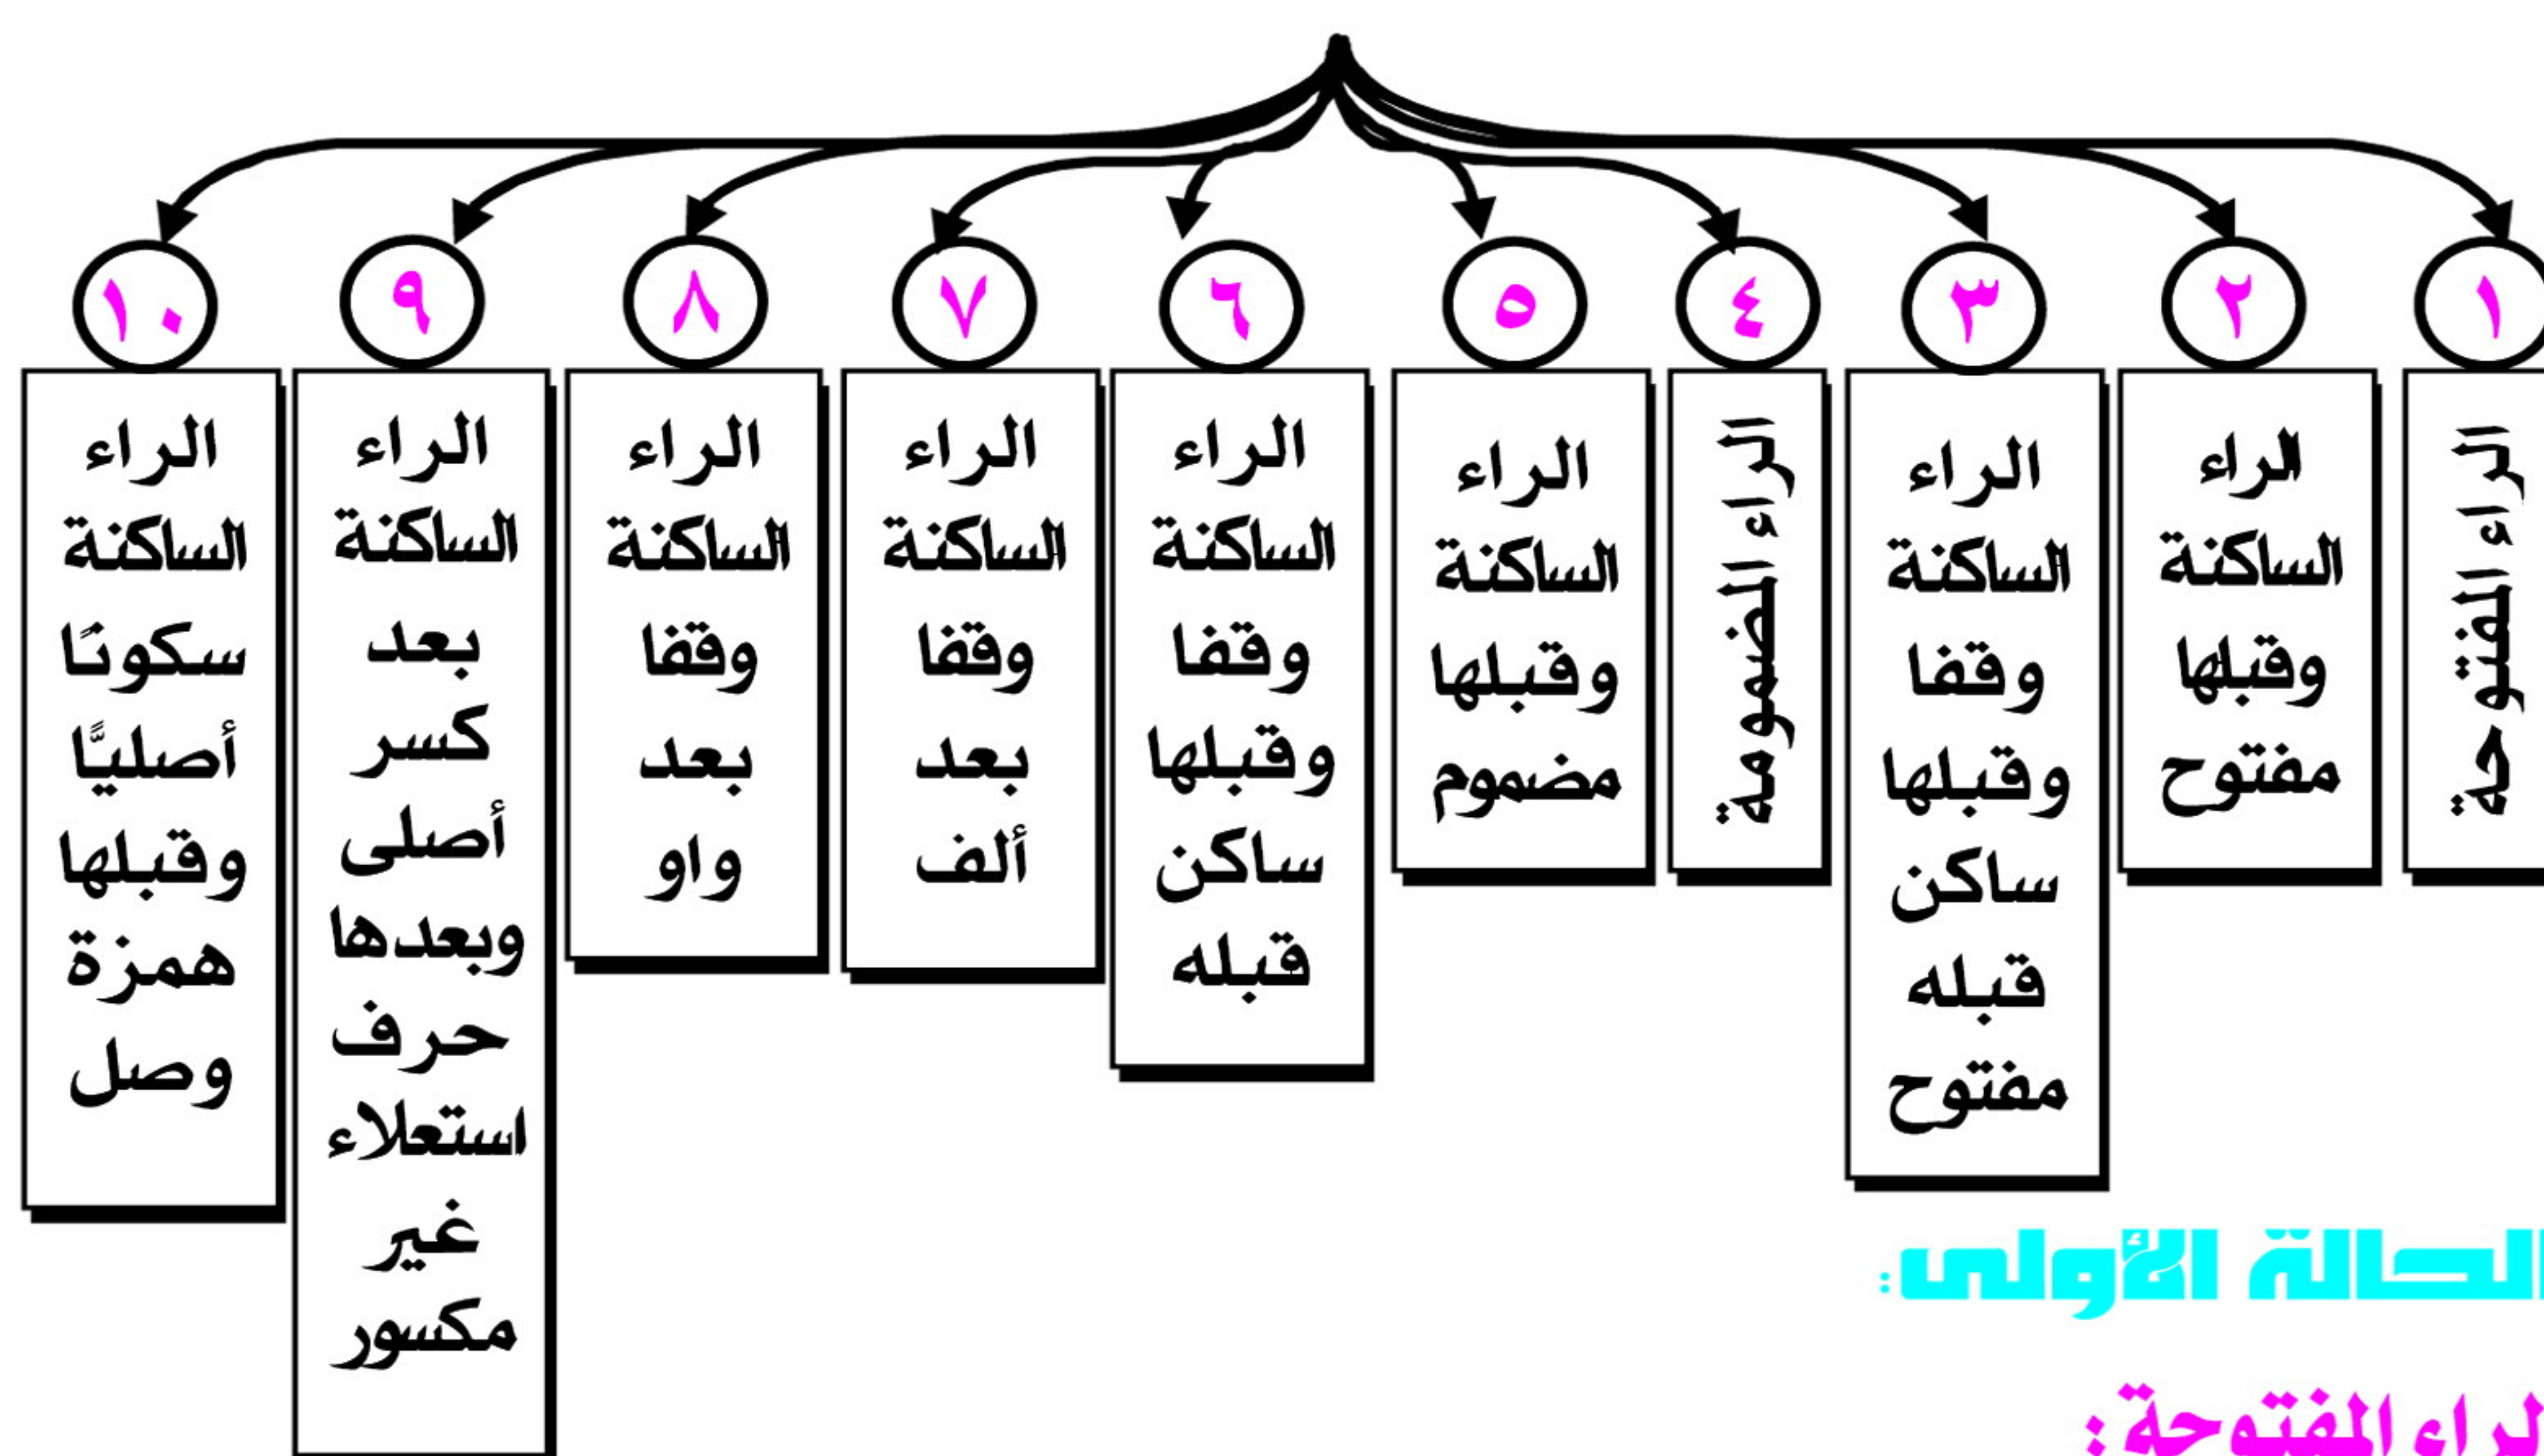 ١
الراء المفتوحة
٢
الراء
الساكنة
وقبلها
مفتوح
٣
الراء
الساكنة
وقفا
وقبلها
ساكن
قبله
مفتوح
٤
الراء المضمومة
٥
الراء
الساكنة
وقبلها
مضموم
٦
الراء
الساكنة
وقفا
وقبلها
ساكن
قبله
٧
الراء
الساكنة
وقفا
بعد
ألف
٨
الراء
الساكنة
وقفا
بعد
واو
٩
الراء
الساكنة
بعد
كسر
أصلى
وبعدها
حرف
استعلاء
غير
مكسور
١٠
الراء
الساكنة
سكونًا
أصليًّا
وقبلها
همزة
وصل
الحالة الأولى:
الراء المفتوحة: